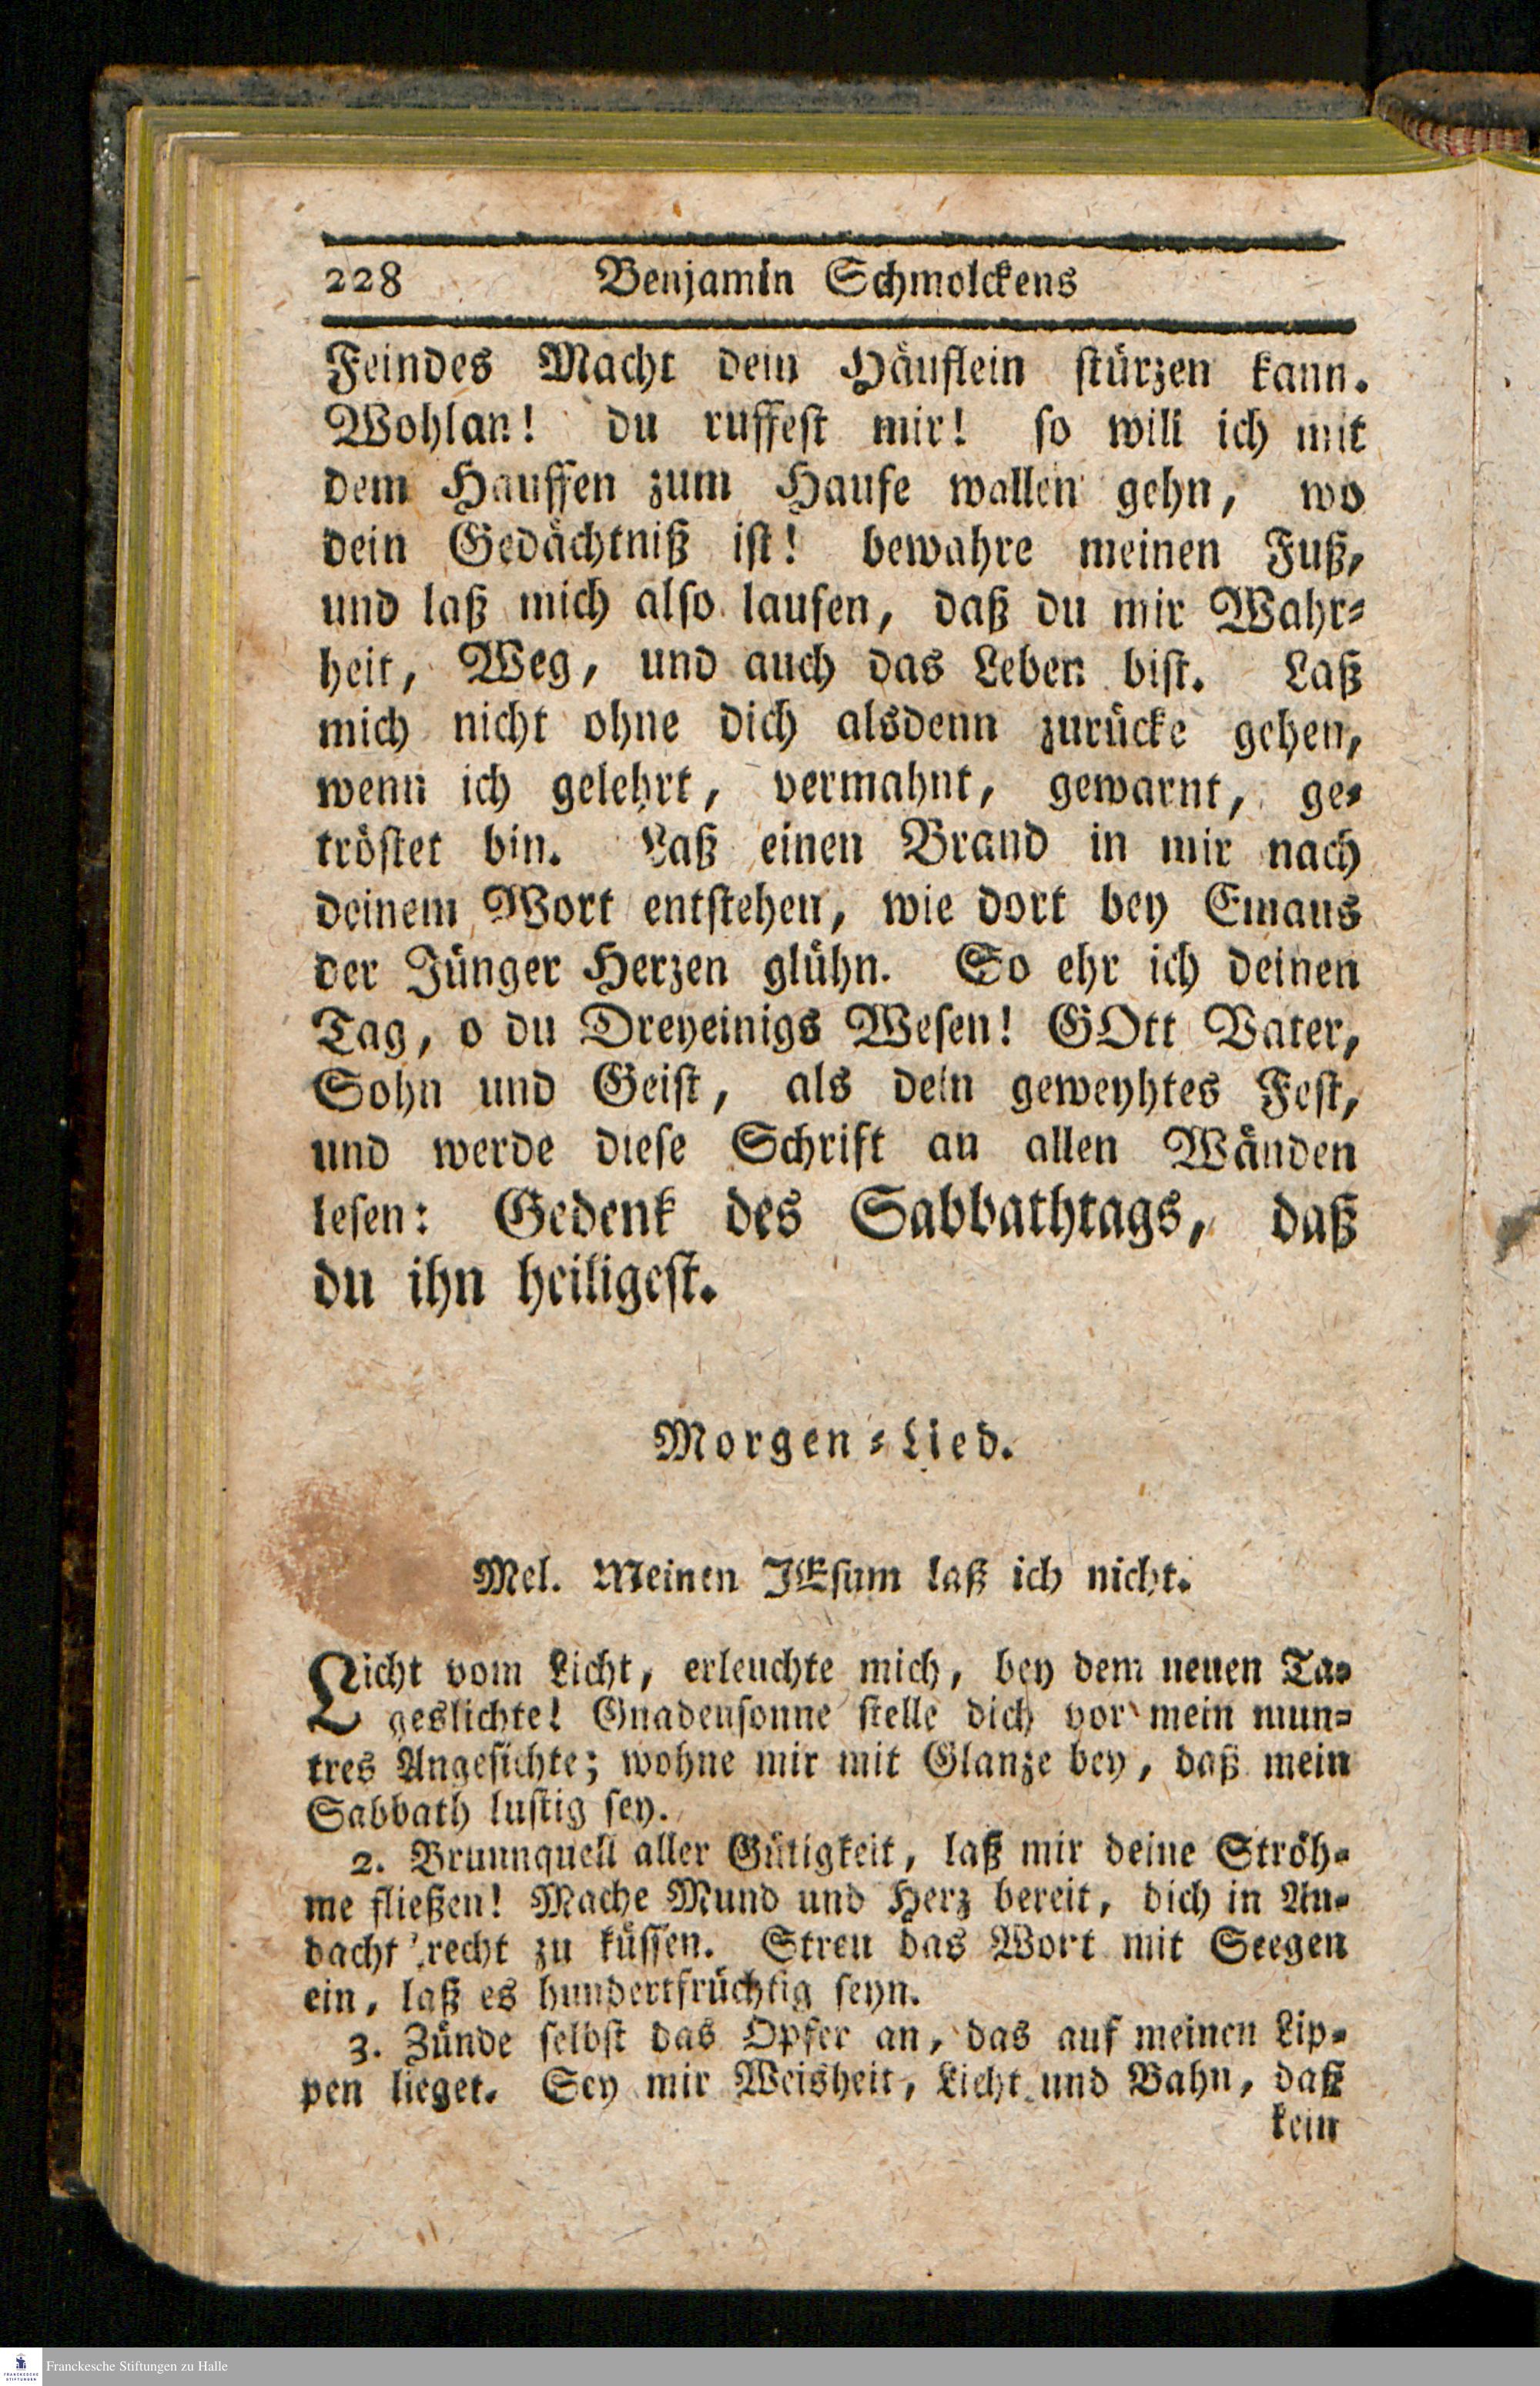 228 Benjamin Schmolckens
Feindes Macht dein Häuflein stürzen kann.
Wohlan! du ruffest mir! so will ich mit
dem Hauffen zum Hause wallen gehn, wo
dein Gedächtniß ist! bewahre meinen Fuß,
und laß mich also laufen, daß du mir Wahr⸗
heit, Weg, und auch das Leben bist. Laß
mich nicht ohne dich alsdenn zurücke gehen,
wenn ich gelehrt, vermahnt, gewarnt, ge⸗
tröstet bin. Laß einen Brand in mir nach
deinem Wort entstehen, wie dort bey Emaus
der Jünger Herzen glühn. So ehr ich deinen
Tag, o du Dreyeinigs Wesen! GOtt Vater,
Sohn und Geist, als dein geweyhtes Fest,
und werde diese Schrift an allen Wänden
lesen: Gedenk des Sabbathtags, daß
du ihn heiligest.
Morgen⸗Lied.
Mel. Meinen JEsum laß ich nicht.
Licht vom Licht, erleuchte mich, bey dem neuen Ta⸗
geslichte! Gnadensonne stelle dich vor mein mun⸗
tres Angesichte; wohne mir mit Glanze bey, daß mein
Sabbath lustig sey.
2. Brunnquell aller Gütigkeit, laß mir deine Ströh⸗
me fließen! Mache Mund und Herz bereit, dich in An⸗
dacht recht zu küssen. Streu das Wort mit Seegen
ein, laß es hundertfrüchtig seyn.
3. Zünde selbst das Opfer an, das auf meinen Lip⸗
pen lieget. Sey mir Weisheit, Licht und Bahn, daß
kein
FRANCKESCHE
STIFTUNGEN
Franckesche Stiftungen zu Halle